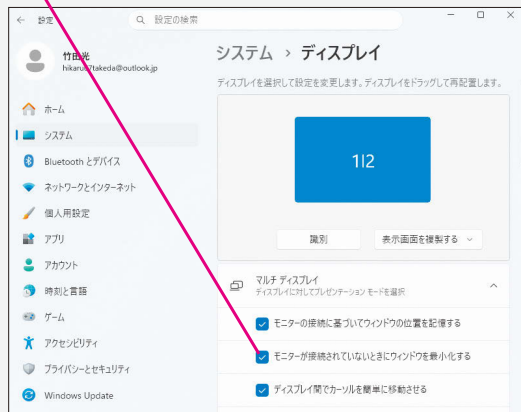 ← 設定
設定の検索
竹田光
システム › ディスプレイ
ディスプレイを選択して設定を変更します。ディスプレイをドラッグして再配置します。
ホーム
システム
Bluetooth とデバイス
ネットワークとインターネット
個人用設定
アプリ
アカウント
時刻と言語
ゲーム
アクセシビリティ
プライバシーとセキュリティ
Windows Update
1|2
識別
表示画面を複製する
マルチ ディスプレイ
ディスプレイに対してプレゼンテーション モードを選択
モニターの接続に基づいてウィンドウの位置を記憶する
モニターが接続されていないときにウィンドウを最小化する
ディスプレイ間でカーソルを簡単に移動させる